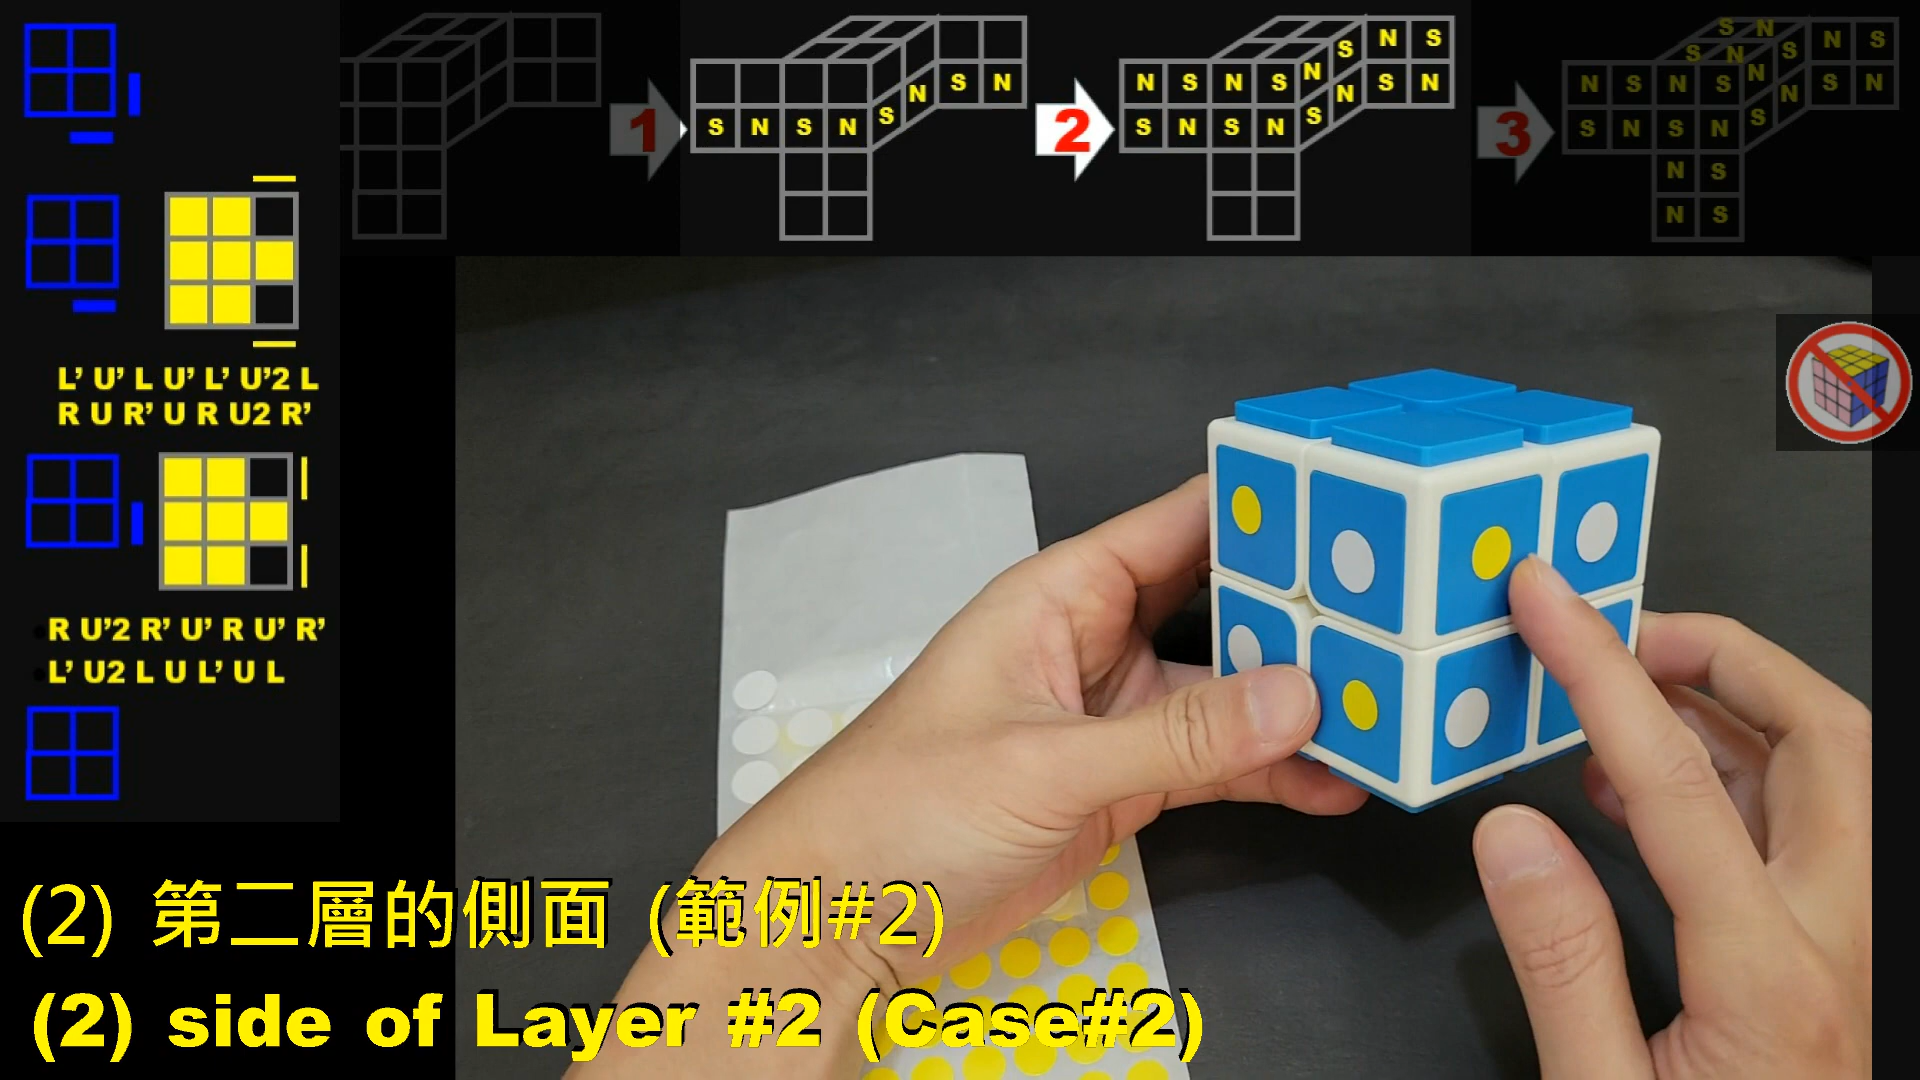 1
2
3
S N S N S N S N
N S N S N S N S
S N S N S N S N
S N
S N
N S N S N S N S
S N S N S N S N
N S
N S
L’ U’ L U’ L’ U’2 L
R U R’ U R U2 R’
R U’2 R’ U’ R U’ R’
L’ U2 L U L’ U L
(2) 第二層的側面 (範例#2)
(2) side of Layer #2 (Case#2)